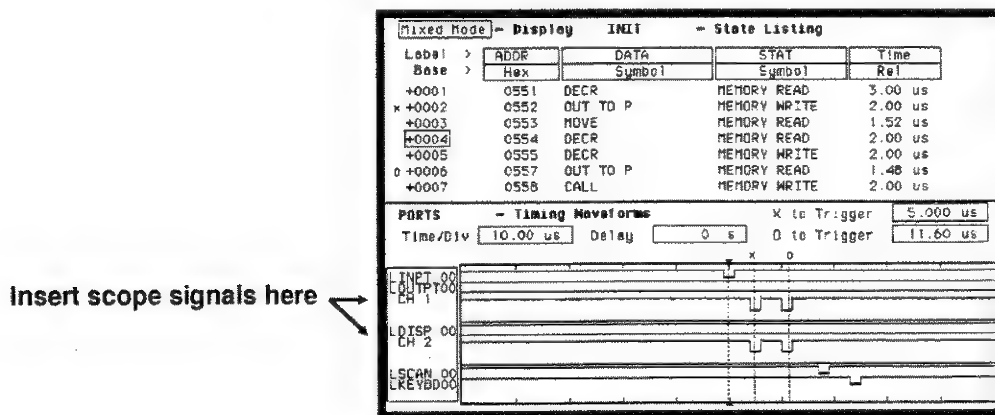 Mixed Mode - Display INIT - State Listing
Label > ADDR DATA STAT Time
Base > Hex Symbol Symbol Rel
+0001 0551 DECR MEMORY READ 3.00 us
x +0002 0552 OUT TO P MEMORY WRITE 2.00 us
+0003 0553 MOVE MEMORY READ 1.52 us
+0004 0554 DECR MEMORY READ 2.00 us
+0005 0555 DECR MEMORY WRITE 2.00 us
o +0006 0557 OUT TO P MEMORY READ 1.48 us
+0007 0558 CALL MEMORY WRITE 2.00 us
PORTS - Timing Waveforms X to Trigger 5.000 us
Time/Div 10.00 us Delay 0 s O to Trigger 11.60 us
x o
LINPT 00
LOUTPT00
CH 1
LDISP 00
CH 2
LSCAN 00
LKEYBD00
Insert scope signals here